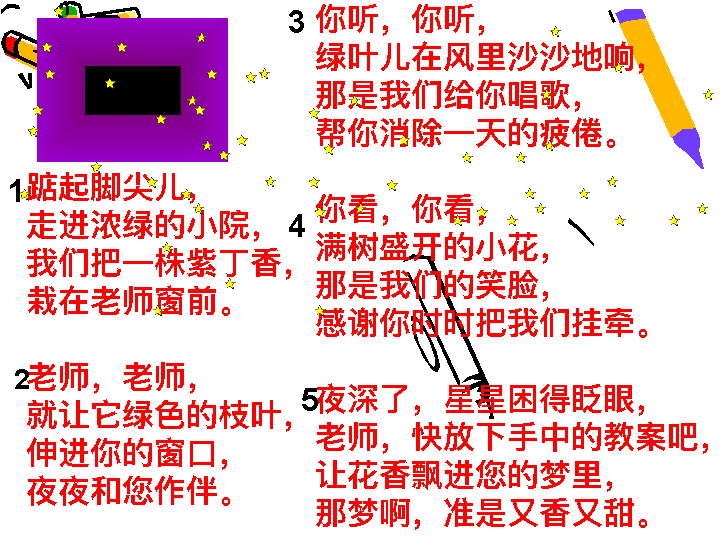 1 踮起脚尖儿，
走进浓绿的小院，
我们把一株紫丁香，
栽在老师窗前。
2 老师，老师，
就让它绿色的枝叶，
伸进你的窗口，
夜夜和您作伴。
3 你听，你听，
绿叶儿在风里沙沙地响，
那是我们给你唱歌，
帮你消除一天的疲倦。
4 你看，你看，
满树盛开的小花，
那是我们的笑脸，
感谢你时时把我们挂牵。
5 夜深了，星星困得眨眼，
老师，快放下手中的教案吧，
让花香飘进您的梦里，
那梦啊，准是又香又甜。